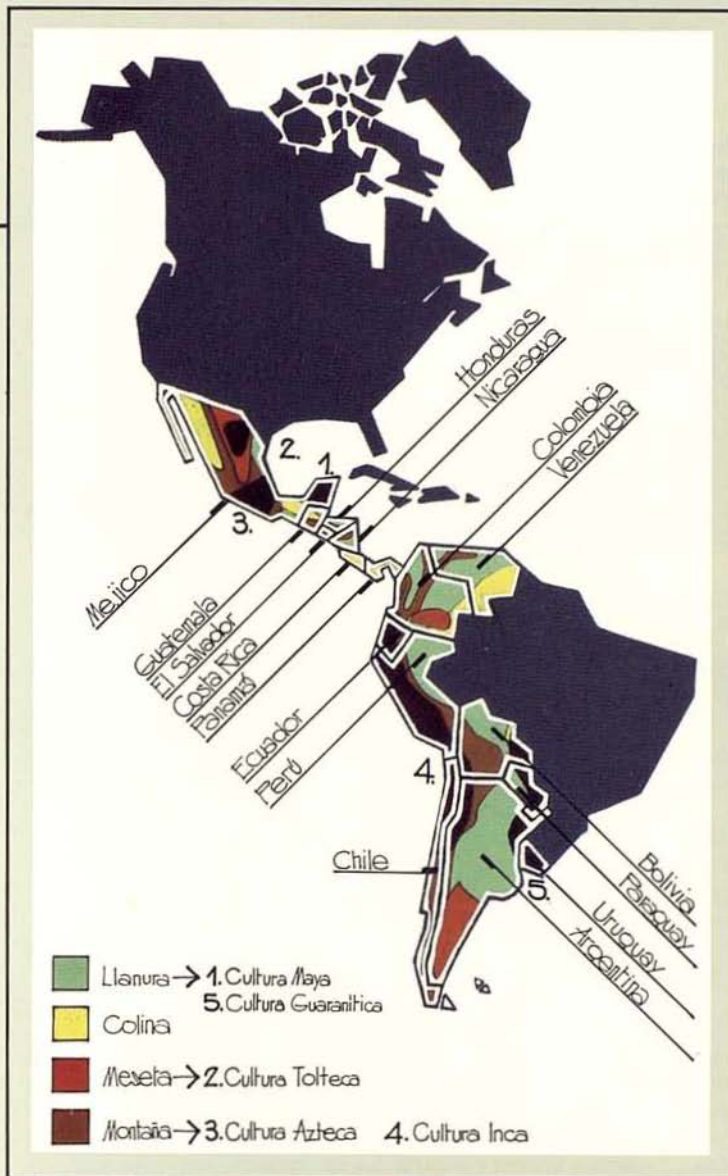 Honduras
Nicaragua
Colombia
Venezuela
2.
1.
3.
Mejico
Guatemala
El Salvador
Costa Rica
Panamá
Ecuador
Perú
4.
Chile
5.
Bolivia
Paraguay
Uruguay
Argentina
Llanura → 1. Cultura Maya
5. Cultura Guaranítica
Colina
Meseta → 2. Cultura Tolteca
Montaña → 3. Cultura Azteca 4. Cultura Inca